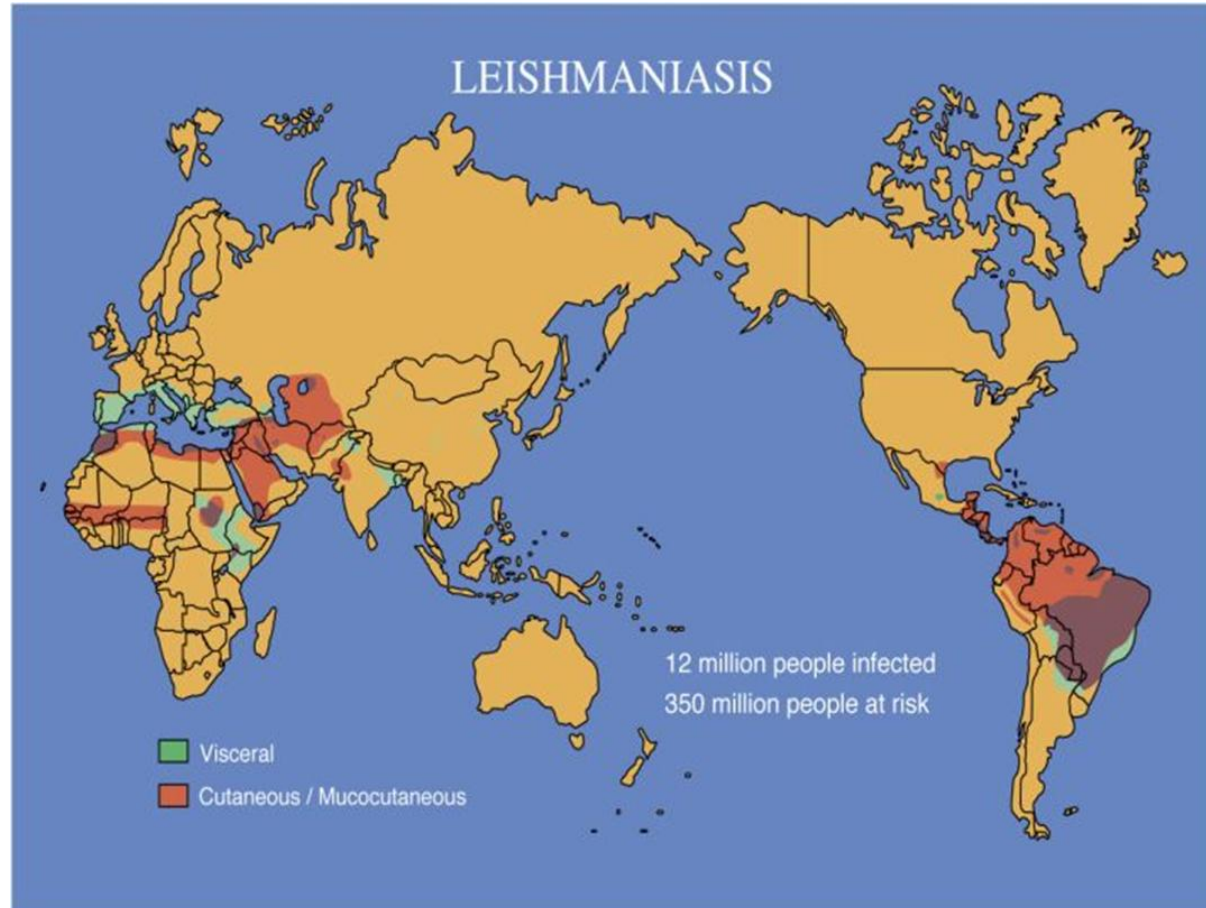 LEISHMANIASIS
12 million people infected
350 million people at risk
Visceral
Cutaneous / Mucocutaneous